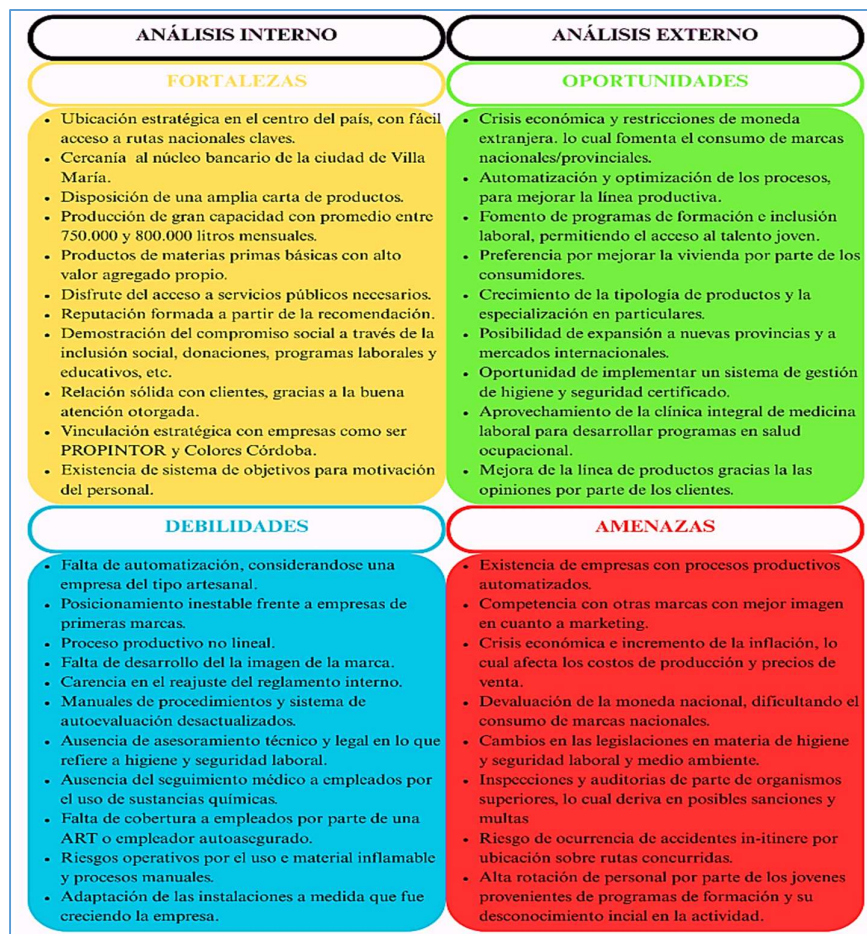 ANÁLISIS INTERNO
FORTALEZAS
• Ubicación estratégica en el centro del país, con fácil
acceso a rutas nacionales claves.
• Cercanía al núcleo bancario de la ciudad de Villa
María.
• Disposición de una amplia carta de productos.
• Producción de gran capacidad con promedio entre
750.000 y 800.000 litros mensuales.
• Productos de materias primas básicas con alto
valor agregado propio.
• Disfrute del acceso a servicios públicos necesarios.
• Reputación formada a partir de la recomendación.
• Demostración del compromiso social a través de la
inclusión social, donaciones, programas laborales y
educativos, etc.
• Relación sólida con clientes, gracias a la buena
atención otorgada.
• Vinculación estratégica con empresas como ser
PROPINTOR y Colores Córdoba.
• Existencia de sistema de objetivos para motivación
del personal.
ANÁLISIS EXTERNO
OPORTUNIDADES
• Crisis económica y restricciones de moneda
extranjera. lo cual fomenta el consumo de marcas
nacionales/provinciales.
• Automatización y optimización de los procesos,
para mejorar la línea productiva.
• Fomento de programas de formación e inclusión
laboral, permitiendo el acceso al talento joven.
• Preferencia por mejorar la vivienda por parte de los
consumidores.
• Crecimiento de la tipología de productos y la
especialización en particulares.
• Posibilidad de expansión a nuevas provincias y a
mercados internacionales.
• Oportunidad de implementar un sistema de gestión
de higiene y seguridad certificado.
• Aprovechamiento de la clínica integral de medicina
laboral para desarrollar programas en salud
ocupacional.
• Mejora de la línea de productos gracias la las
opiniones por parte de los clientes.
DEBILIDADES
• Falta de automatización, considerandose una
empresa del tipo artesanal.
• Posicionamiento inestable frente a empresas de
primeras marcas.
• Proceso productivo no lineal.
• Falta de desarrollo del la imagen de la marca.
• Carencia en el reajuste del reglamento interno.
• Manuales de procedimientos y sistema de
autoevaluación desactualizados.
• Ausencia de asesoramiento técnico y legal en lo que
refiere a higiene y seguridad laboral.
• Ausencia del seguimiento médico a empleados por
el uso de sustancias químicas.
• Falta de cobertura a empleados por parte de una
ART o empleador autoasegurado.
• Riesgos operativos por el uso e material inflamable
y procesos manuales.
• Adaptación de las instalaciones a medida que fue
creciendo la empresa.
AMENAZAS
• Existencia de empresas con procesos productivos
automatizados.
• Competencia con otras marcas con mejor imagen
en cuanto a marketing.
• Crisis económica e incremento de la inflación, lo
cual afecta los costos de producción y precios de
venta.
• Devaluación de la moneda nacional, dificultando el
consumo de marcas nacionales.
• Cambios en las legislaciones en materia de higiene
y seguridad laboral y medio ambiente.
• Inspecciones y auditorias de parte de organismos
superiores, lo cual deriva en posibles sanciones y
multas
• Riesgo de ocurrencia de accidentes in-itinere por
ubicación sobre rutas concurridas.
• Alta rotación de personal por parte de los jovenes
provenientes de programas de formación y su
desconocimiento incial en la actividad.